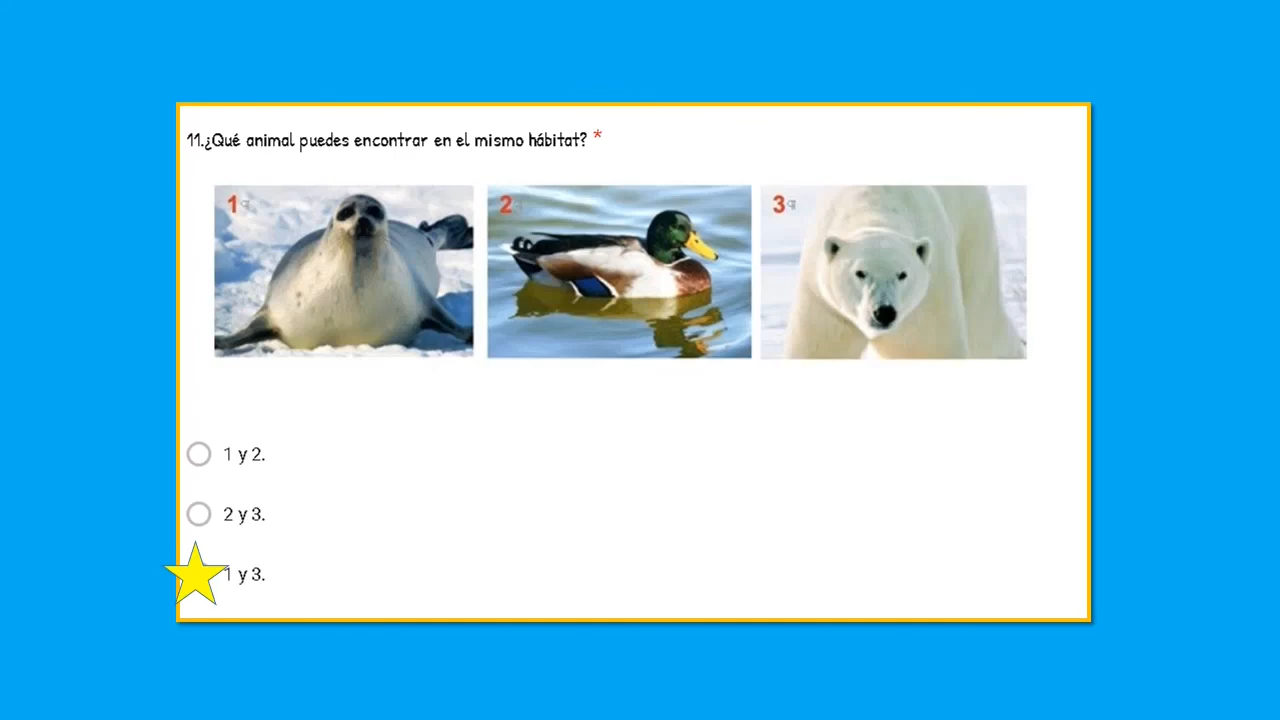 11.¿Qué animal puedes encontrar en el mismo hábitat? *
1 2 3
1 y 2.
2 y 3.
1 y 3.